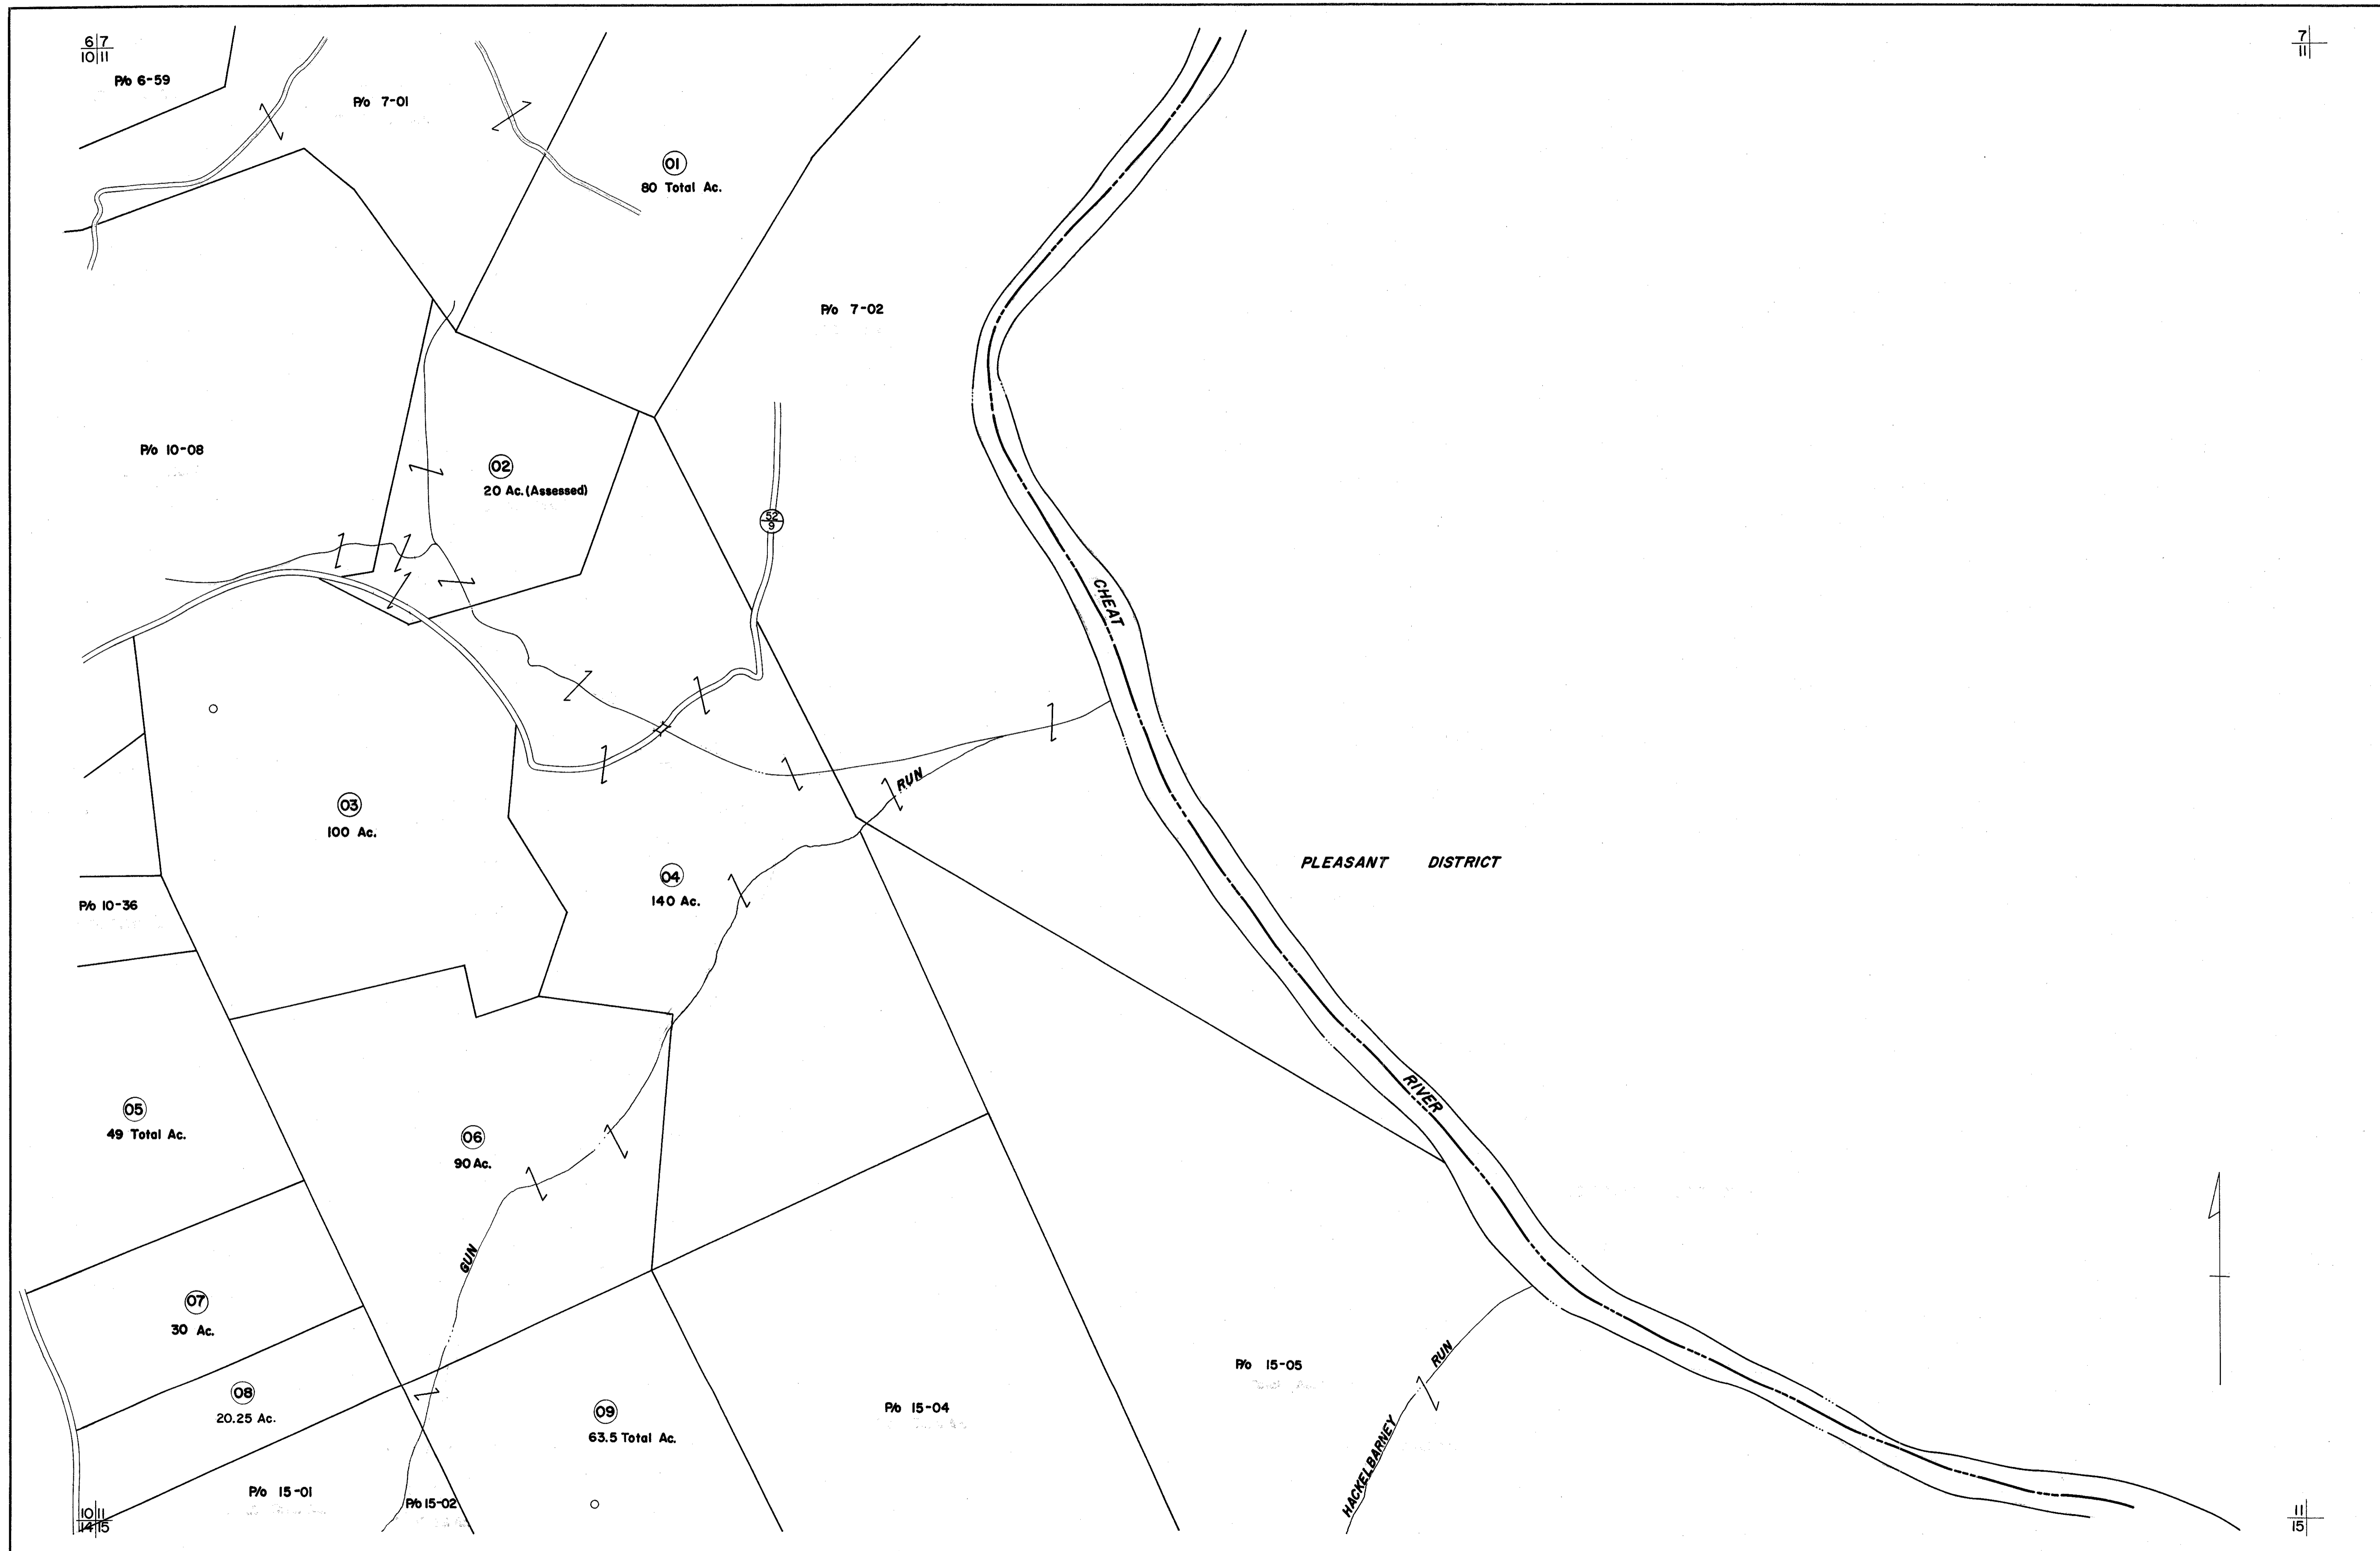 6 7
10 11
7
11
P/o 6-59
P/o 7-01
01
80 Total Ac.
P/o 7-02
P/o 10-08
02
20 Ac. (Assessed)
52
9
CHEAT
RUN
03
100 Ac.
PLEASANT DISTRICT
04
140 Ac.
P/o 10-36
RIVER
05
49 Total Ac.
06
90 Ac.
GUN
07
30 Ac.
RUN
P/o 15-05
08
20.25 Ac.
P/o 15-04
09
63.5 Total Ac.
HACKELBARNEY
P/o 15-01
P/o 15-02
10 11
14 15
11
15